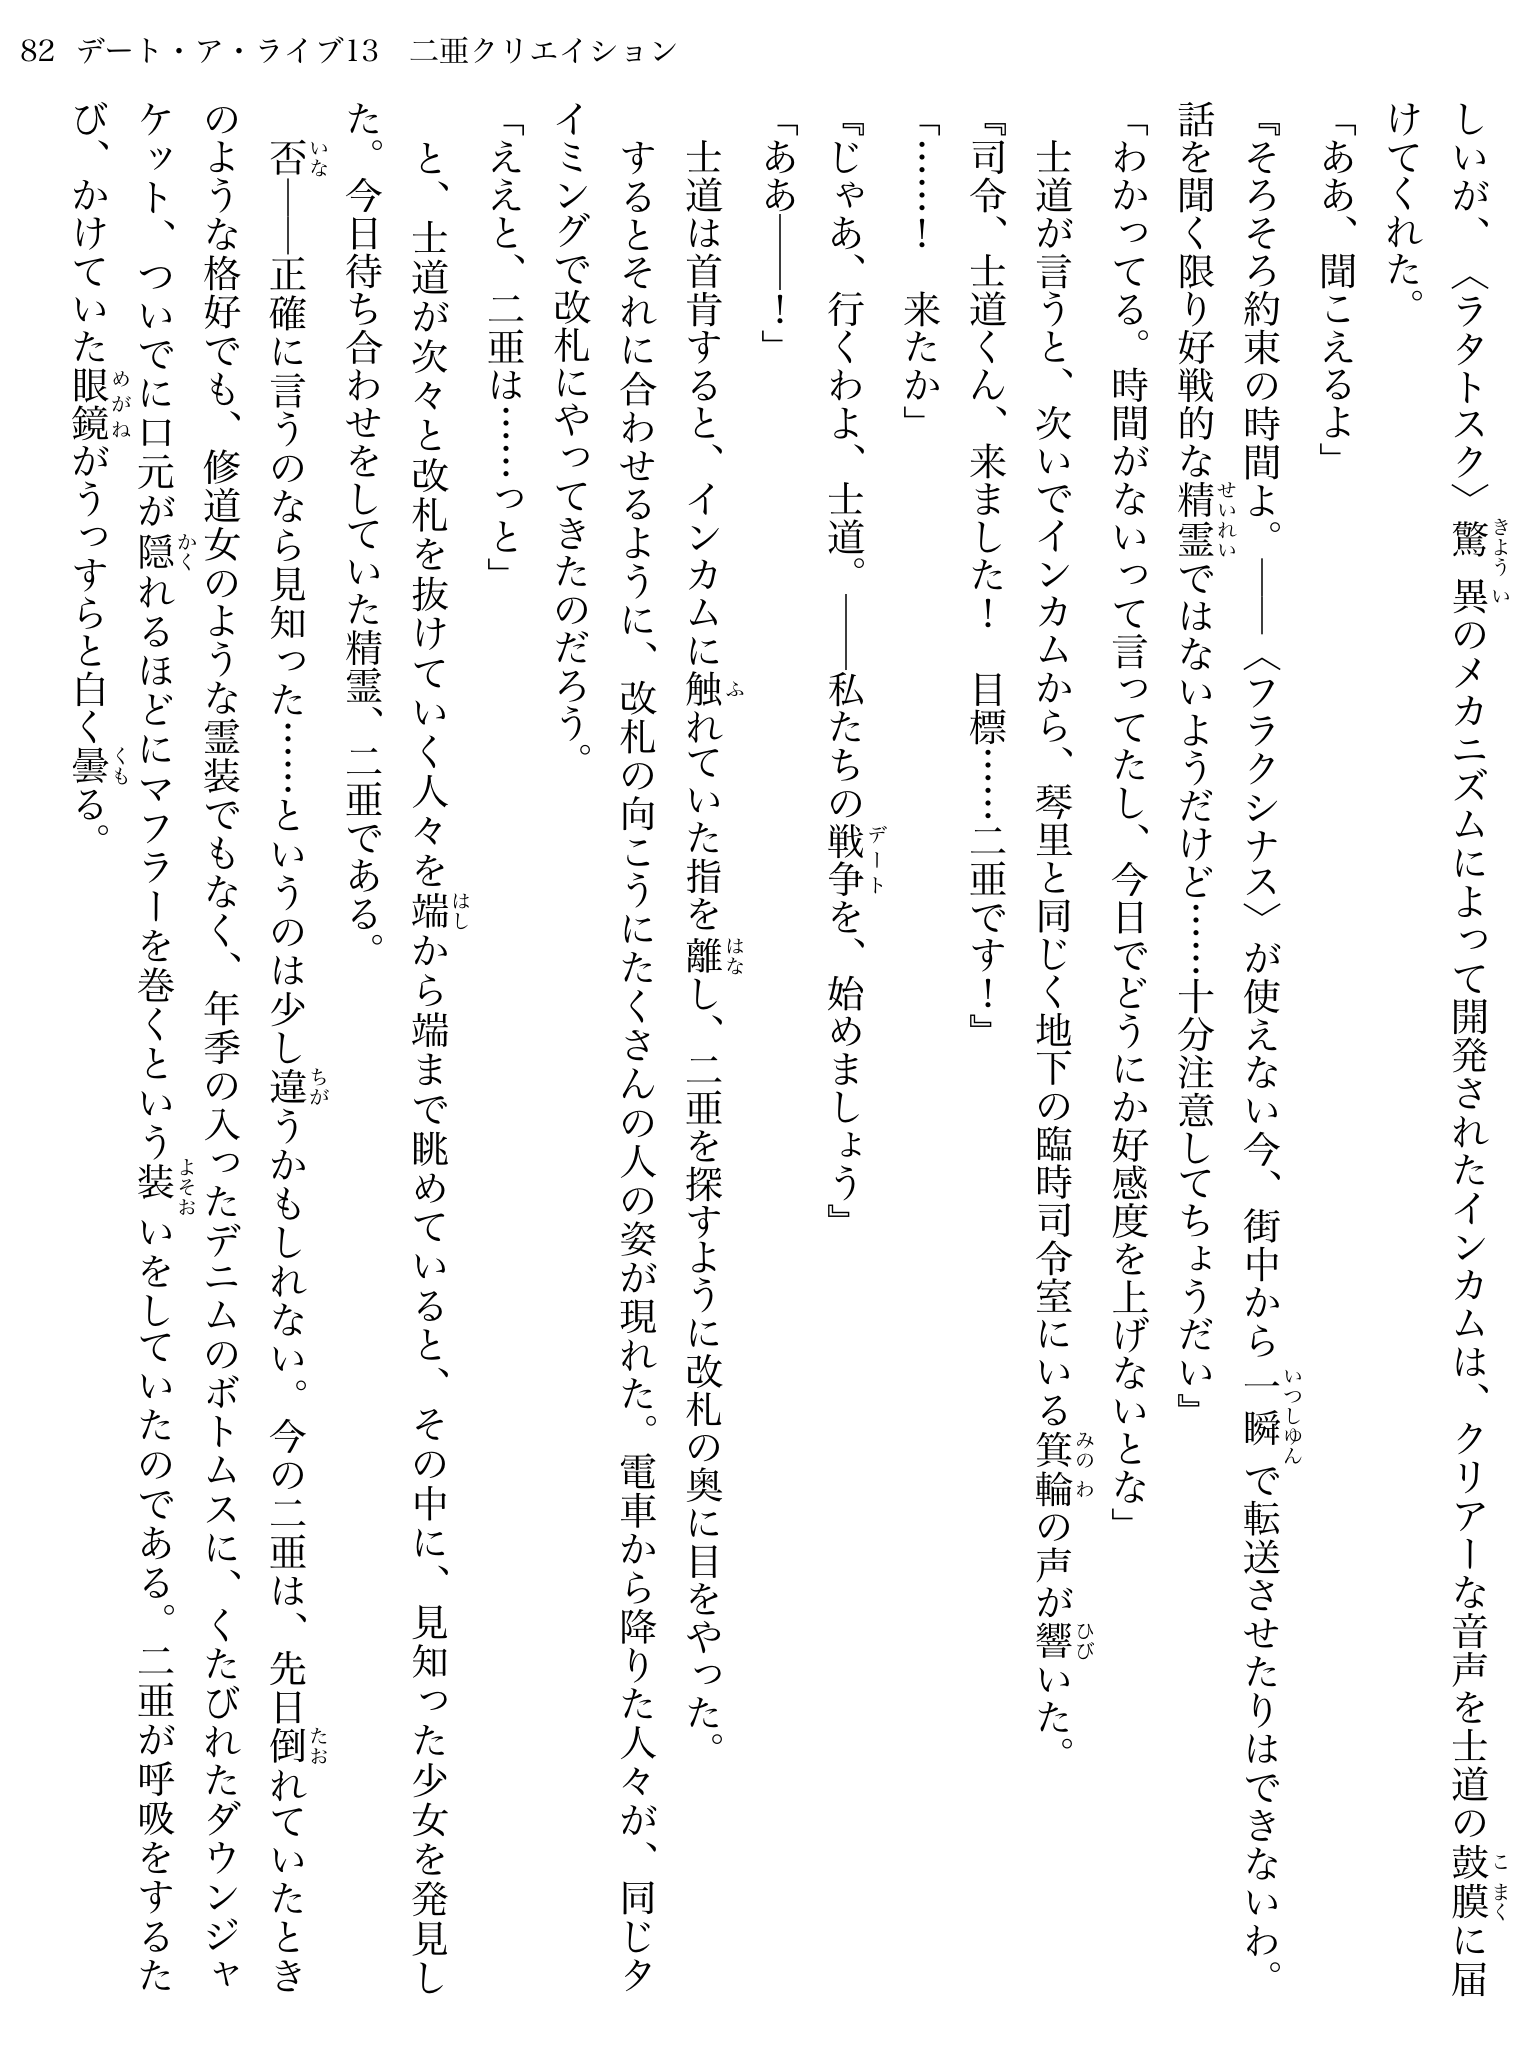 82 デート・ア・ライブ13　二亜クリエイション
しいが、〈ラタトスク〉驚異のメカニズムによって開発されたインカムは、クリアーな音声を士道の鼓膜に届
けてくれた。
「ああ、聞こえるよ」
『そろそろ約束の時間よ。――〈フラクシナス〉が使えない今、街中から一瞬で転送させたりはできないわ。
話を聞く限り好戦的な精霊ではないようだけど……十分注意してちょうだい』
「わかってる。時間がないって言ってたし、今日でどうにか好感度を上げないとな」
　士道が言うと、次いでインカムから、琴里と同じく地下の臨時司令室にいる箕輪の声が響いた。
『司令、士道くん、来ました！　目標……二亜です！』
「……！　来たか」
『じゃあ、行くわよ、士道。――私たちの戦争を、始めましょう』
「ああ――！」
　士道は首肯すると、インカムに触れていた指を離し、二亜を探すように改札の奥に目をやった。
　するとそれに合わせるように、改札の向こうにたくさんの人の姿が現れた。電車から降りた人々が、同じタ
イミングで改札にやってきたのだろう。
「ええと、二亜は……っと」
　と、士道が次々と改札を抜けていく人々を端から端まで眺めていると、その中に、見知った少女を発見し
た。今日待ち合わせをしていた精霊、二亜である。
　否――正確に言うのなら見知った……というのは少し違うかもしれない。今の二亜は、先日倒れていたとき
のような格好でも、修道女のような霊装でもなく、年季の入ったデニムのボトムスに、くたびれたダウンジャ
ケット、ついでに口元が隠れるほどにマフラーを巻くという装いをしていたのである。二亜が呼吸をするた
び、かけていた眼鏡がうっすらと白く曇る。